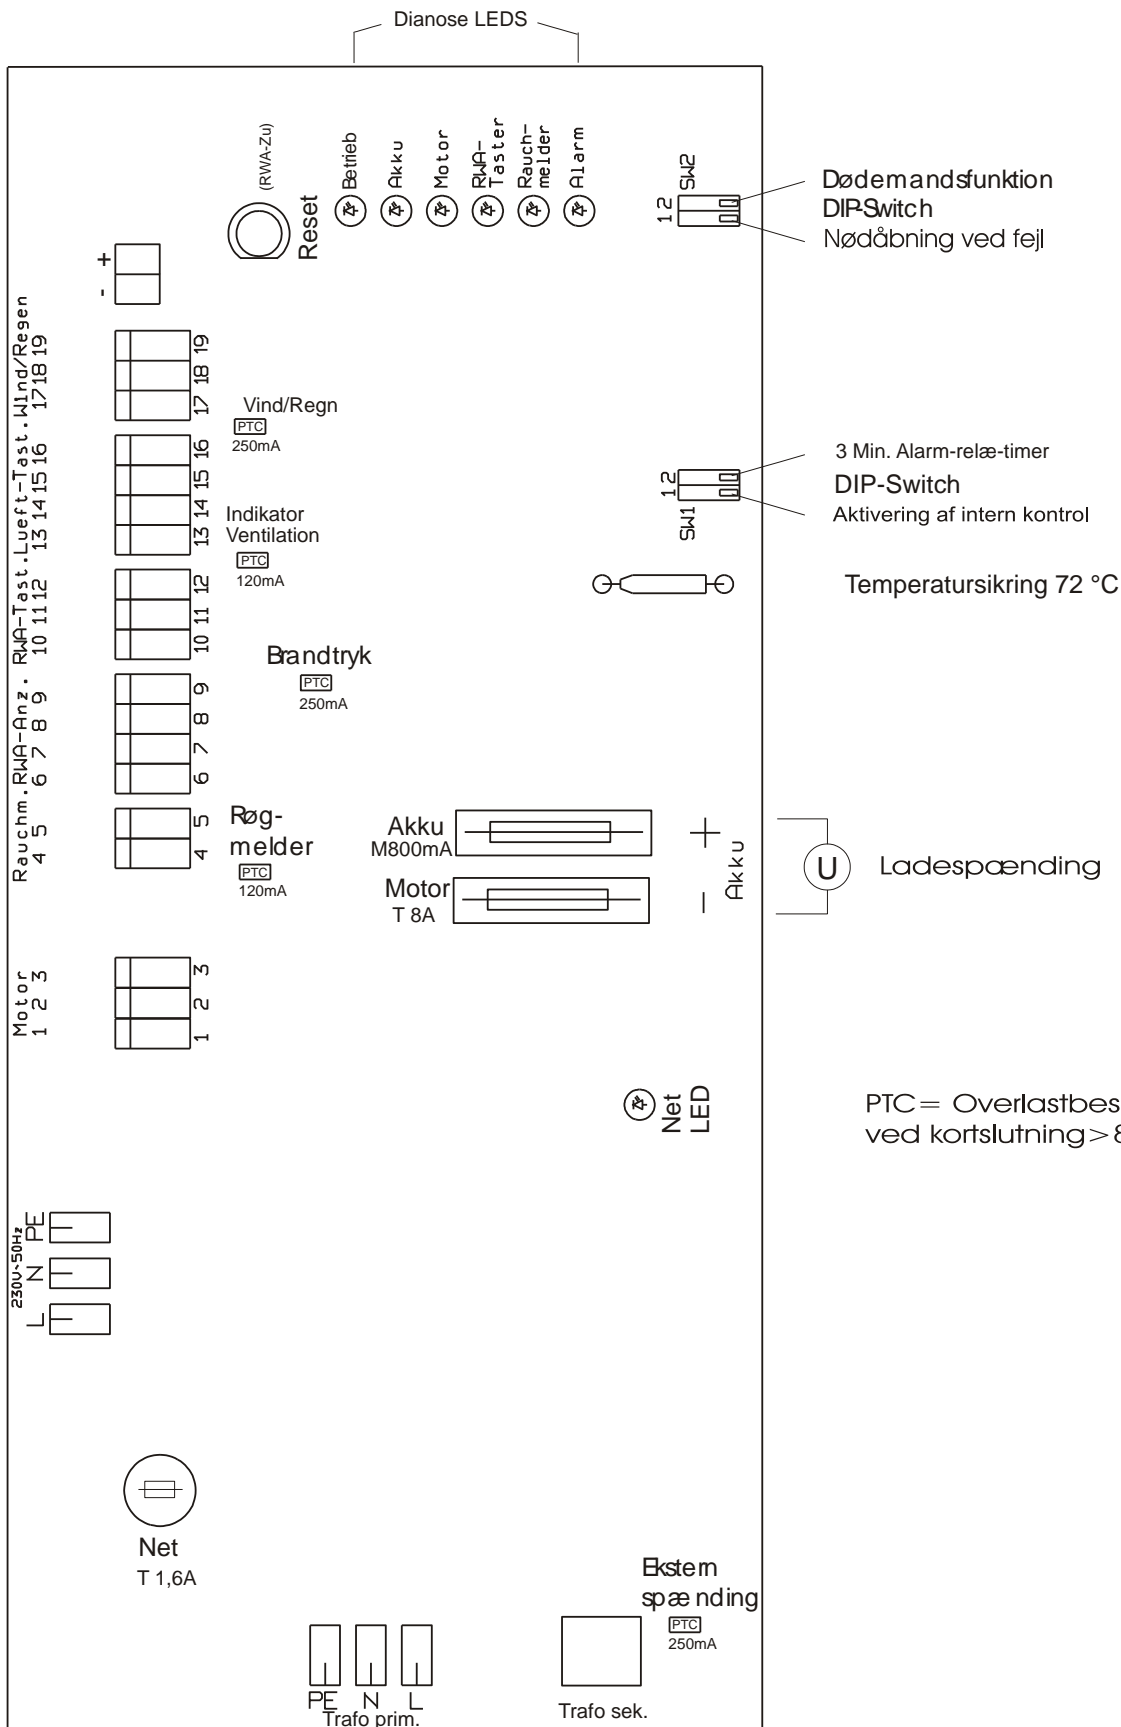 Dianose LEDS
(RWA-Zu)
Reset
Betrieb
Akku
Motor
RWA-
Taster
Rauch-
melder
Alarm
SW2
1 2
Dødemandsfunktion
DIP-Switch
Nødåbning ved fejl
+
-
Wind/Regen
17 18 19
19
18
17
Vind/Regn
PTC
250mA
Lueft-Tast.
13 14 15 16
16
15
14
13
Indikator
Ventilation
PTC
120mA
1 2
SW1
3 Min. Alarm-relæ-timer
DIP-Switch
Aktivering af intern kontrol
Temperatursikring 72 °C
RWA-Tast.
10 11 12
12
11
10
Brandtryk
PTC
250mA
RWA-Anz.
6 7 8 9
9
8
7
6
Rauchm.
4 5
5
4
Røg-
melder
PTC
120mA
Akku
M800mA
Motor
T 8A
+
-
Akku
U
Ladespænding
Motor
1 2 3
3
2
1
Net
LED
PTC= Overlastbes
ved kortslutning>8
230V~50Hz
PE
N
L
Net
T 1,6A
Ekstern
spænding
PTC
250mA
PE N L
Trafo prim.
Trafo sek.